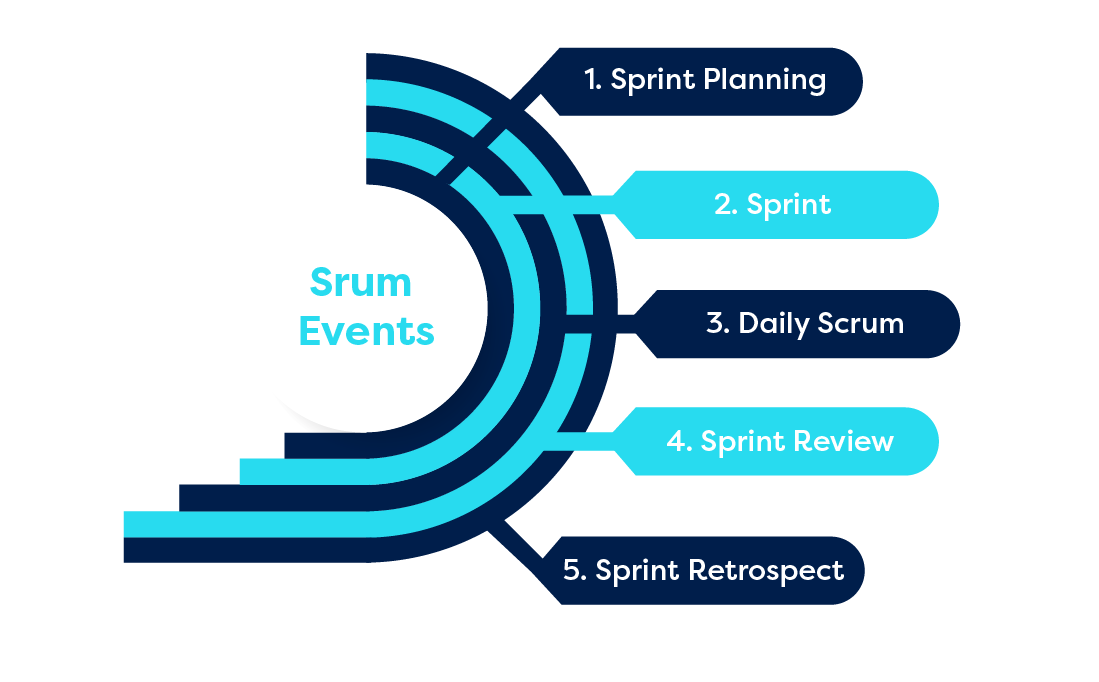 Srum
Events
1. Sprint Planning
2. Sprint
3. Daily Scrum
4. Sprint Review
5. Sprint Retrospect